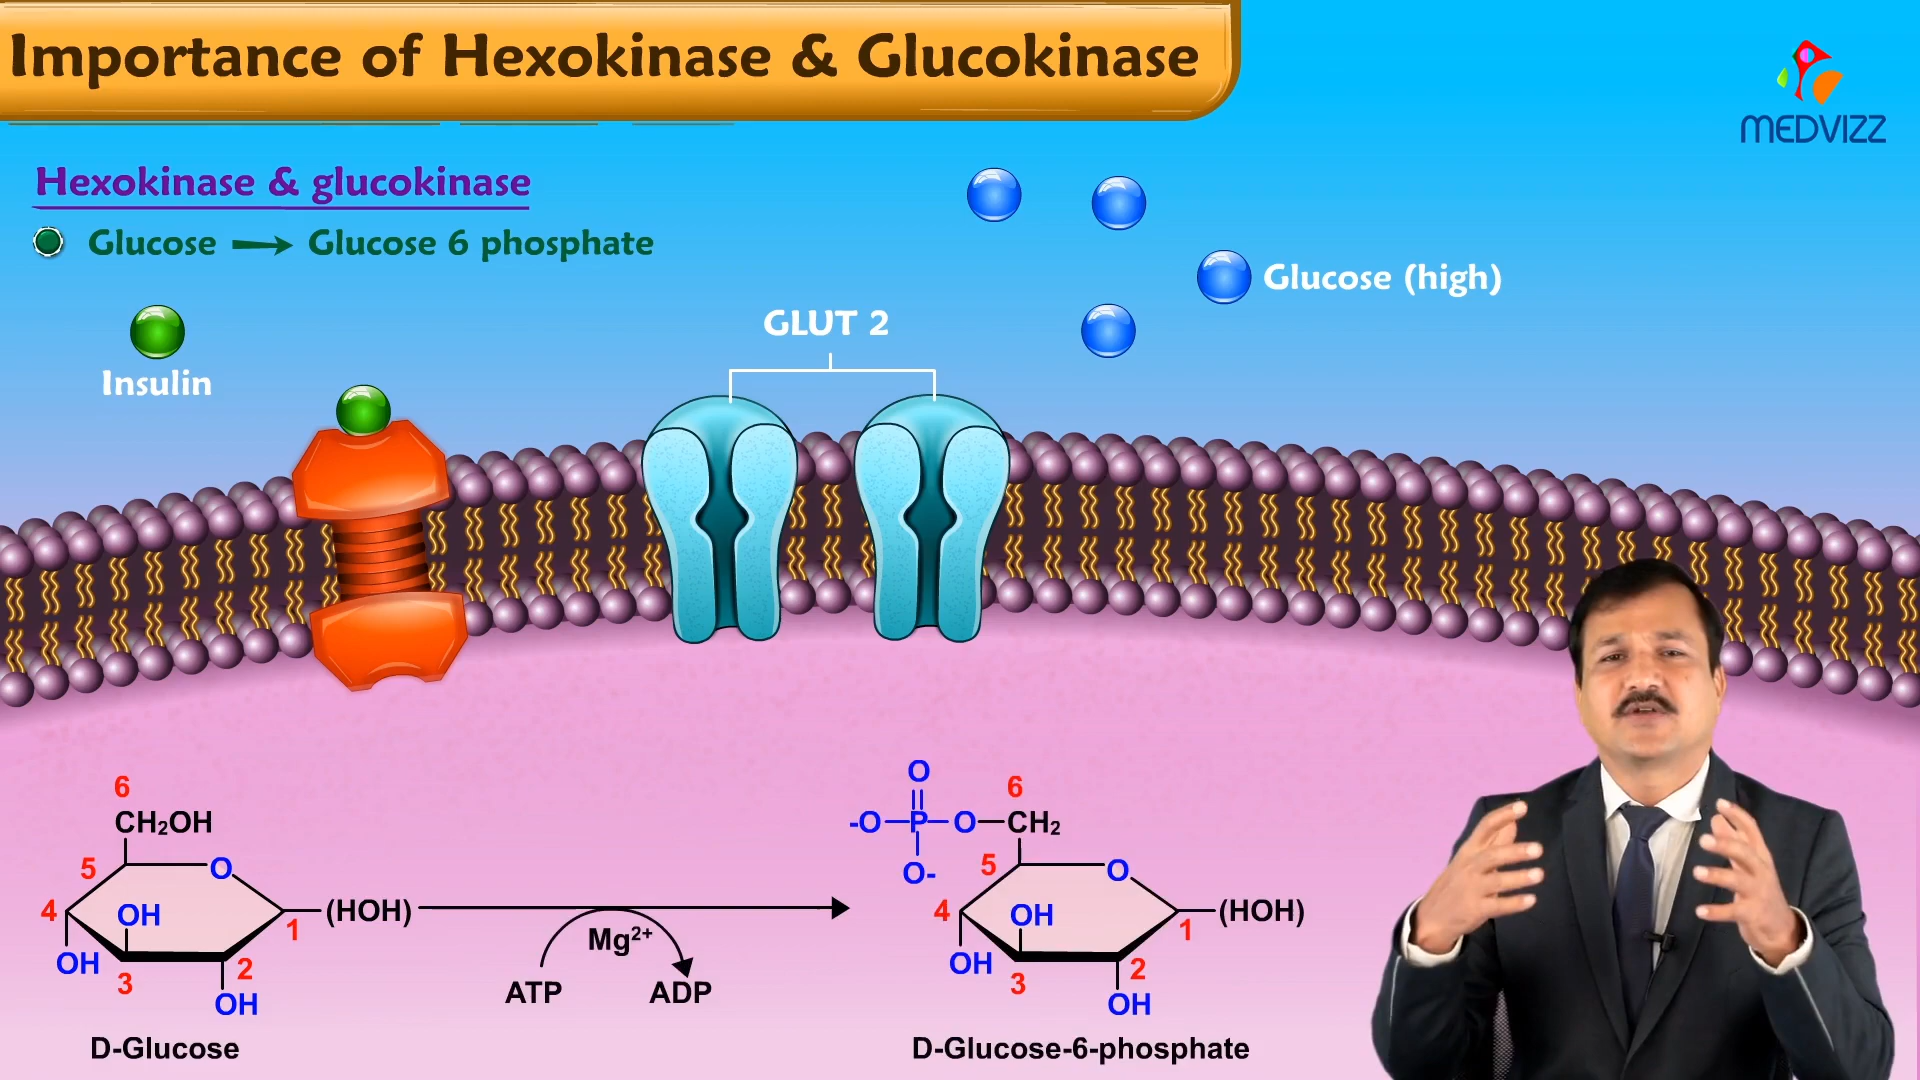 Importance of Hexokinase & Glucokinase
MEDVIZZ
Hexokinase & glucokinase
Glucose → Glucose 6 phosphate
Insulin
GLUT 2
Glucose (high)
6
CH₂OH
5
O
4
OH
(HOH)
1
OH
3
2
OH
D-Glucose
Mg²⁺
ATP
ADP
O
6
-O—P—O—CH₂
O-
5
O
4
OH
(HOH)
1
OH
3
2
OH
D-Glucose-6-phosphate